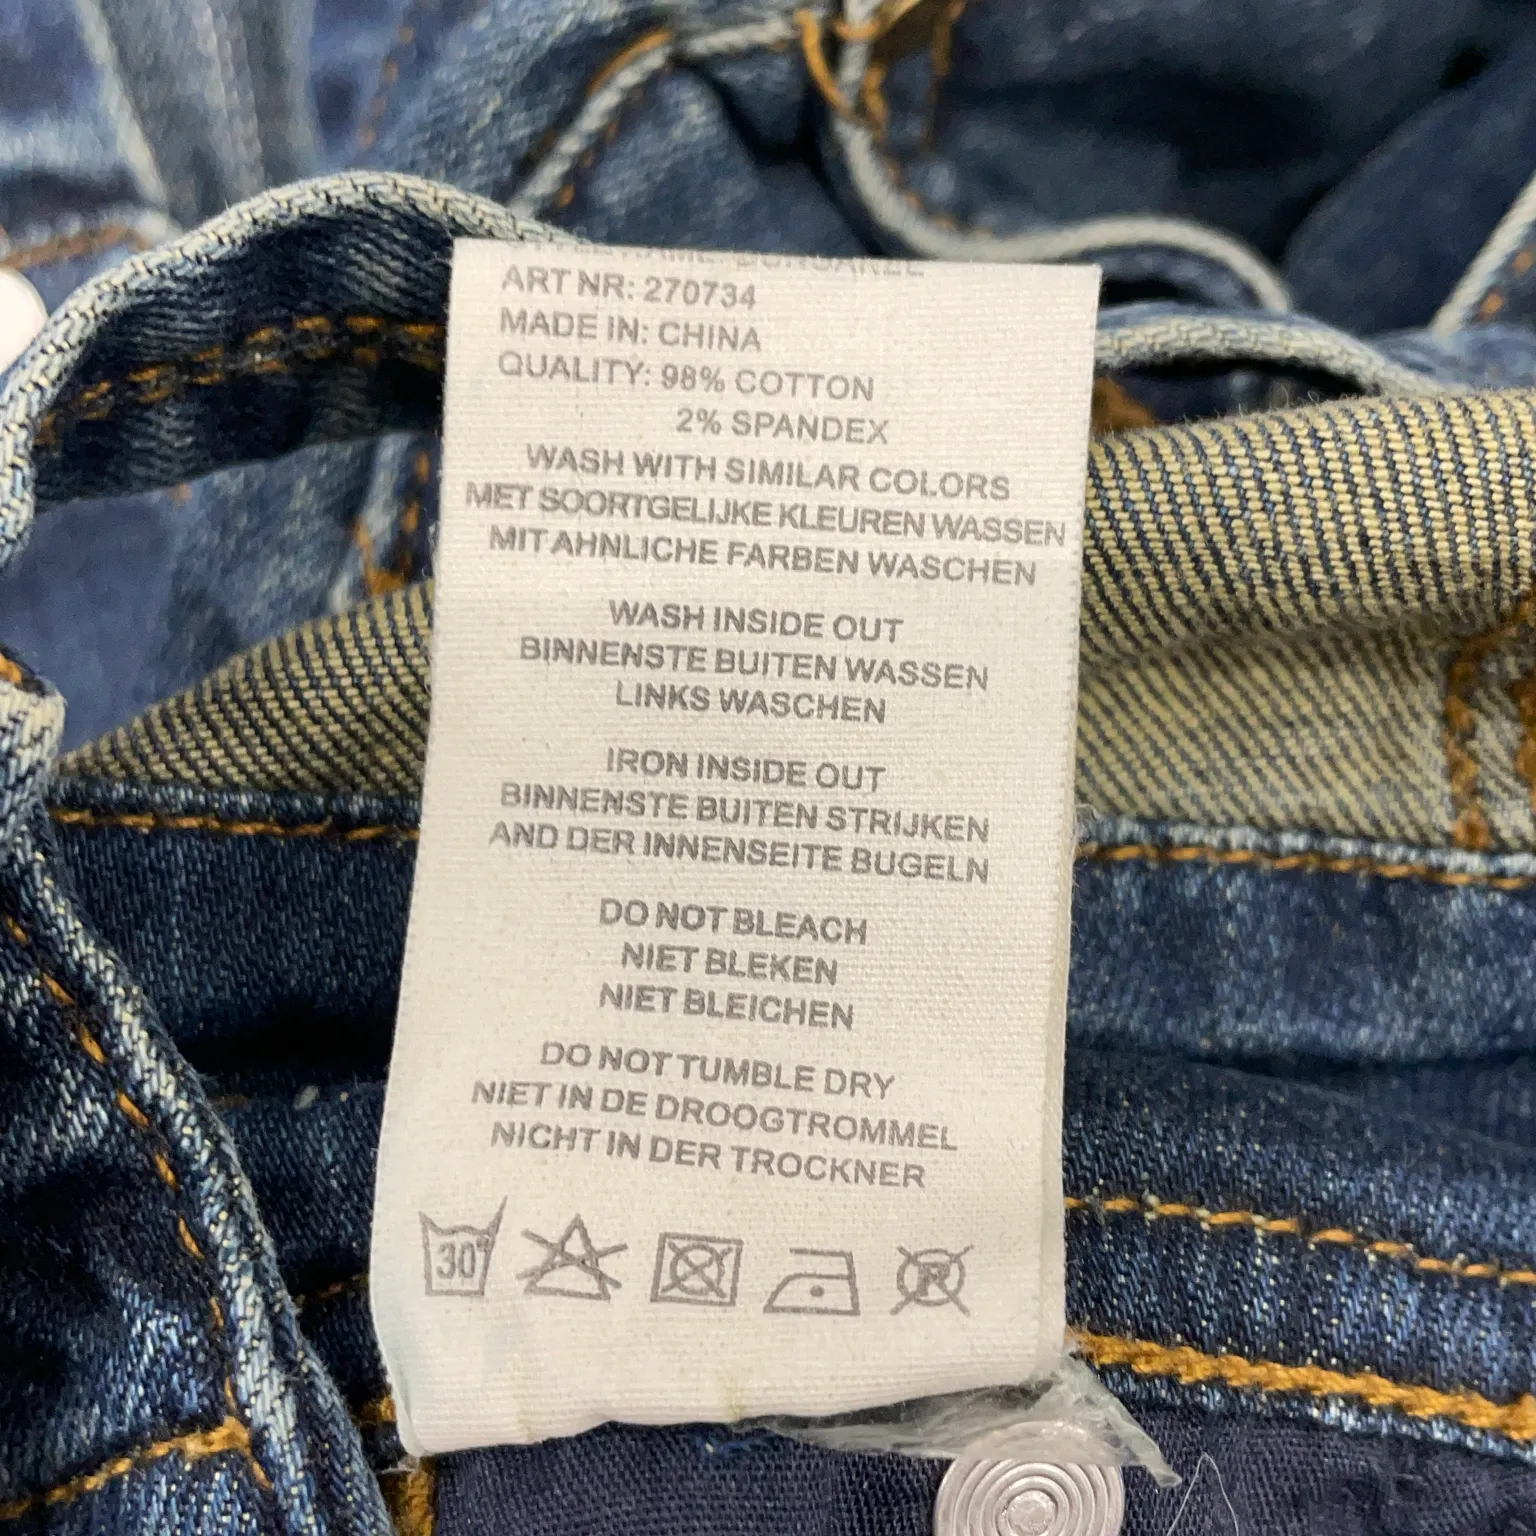 ART NR: 270734
MADE IN: CHINA
QUALITY: 98% COTTON
2% SPANDEX
WASH WITH SIMILAR COLORS
MET SOORTGELIJKE KLEUREN WASSEN
MIT AHNLICHE FARBEN WASCHEN
WASH INSIDE OUT
BINNENSTE BUITEN WASSEN
LINKS WASCHEN
IRON INSIDE OUT
BINNENSTE BUITEN STRIJKEN
AND DER INNENSEITE BUGELN
DO NOT BLEACH
NIET BLEKEN
NIET BLEICHEN
DO NOT TUMBLE DRY
NIET IN DE DROOGTROMMEL
NICHT IN DER TROCKNER
30° R